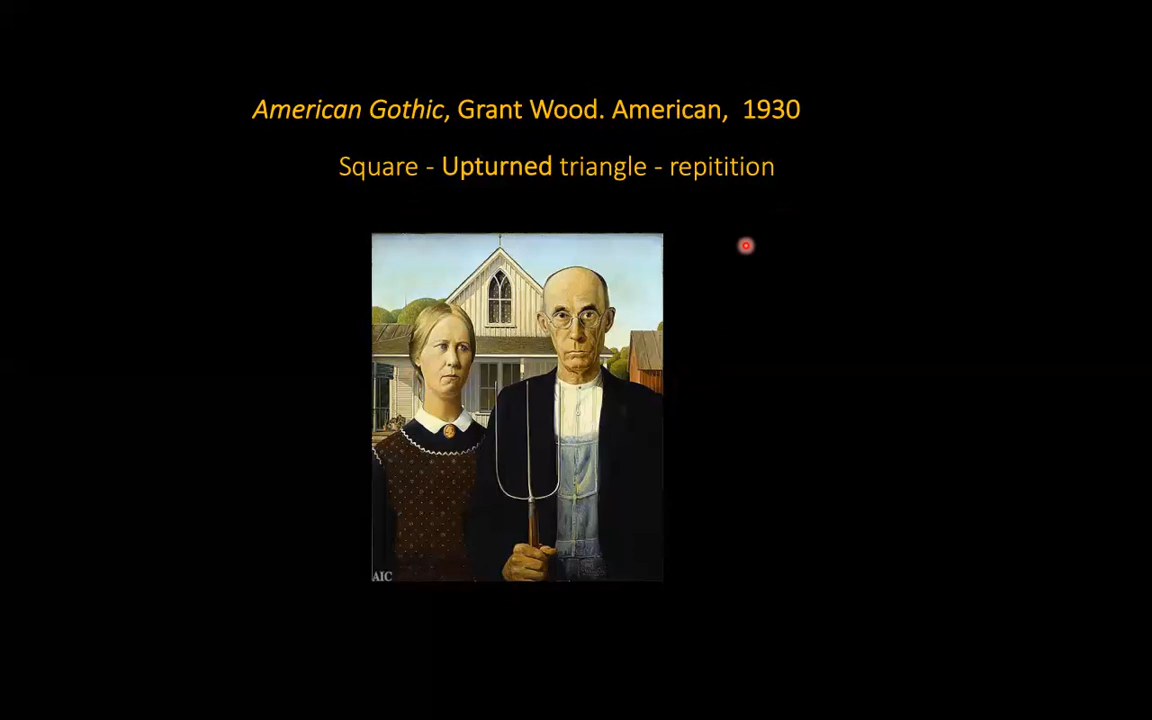 American Gothic, Grant Wood. American, 1930
Square - Upturned triangle - repitition
AIC